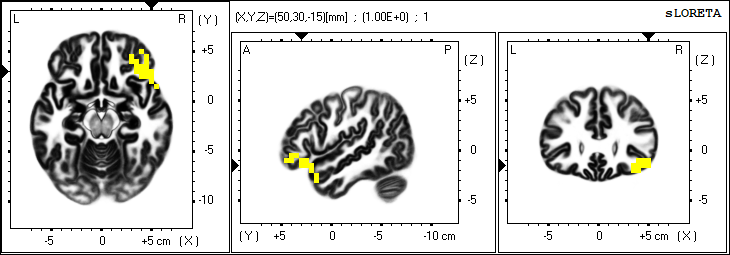 (X,Y,Z)=(50,30,-15)[mm] ; (1.00E+0) ; 1
sLORETA
L R (Y)
+5
0
-5
-10
-5 0 +5 cm (X)
A P (Z)
+5
0
-5
(Y) +5 0 -5 -10 cm
L R (Z)
+5
0
-5
-5 0 +5 cm (X)